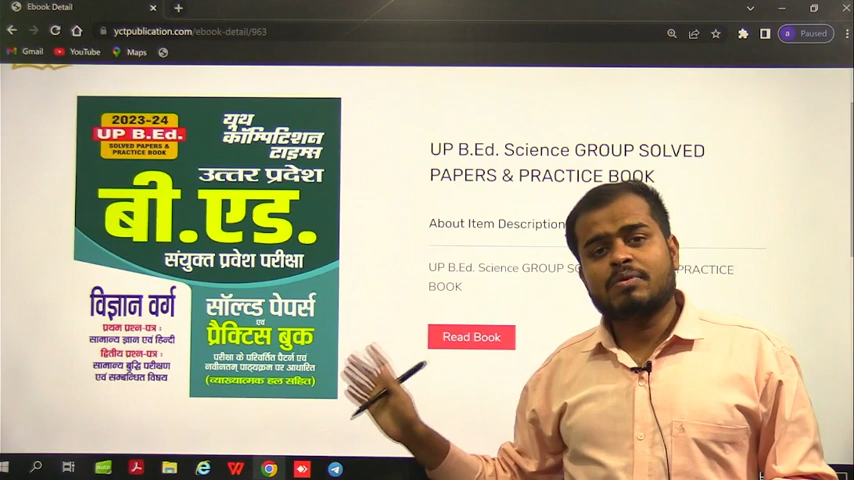 Ebook Detail
yctpublication.com/ebook-detail/963
a Paused
Gmail YouTube Maps
2023-24
UP B.Ed.
SOLVED PAPERS &
PRACTICE BOOK
यूथ
कॉम्पिटिशन
टाइम्स
उत्तर प्रदेश
बी.एड.
संयुक्त प्रवेश परीक्षा
विज्ञान वर्ग
प्रथम प्रश्न-पत्र :
सामान्य ज्ञान एवं हिन्दी
द्वितीय प्रश्न-पत्र :
सामान्य बुद्धि परीक्षण
एवं सम्बन्धित विषय
सॉल्व्ड पेपर्स
एवं
प्रैक्टिस बुक
परीक्षा के परिवर्तित पैटर्न एवं
नवीनतम् पाठ्यक्रम पर आधारित
(व्याख्यात्मक हल सहित)
UP B.Ed. Science GROUP SOLVED
PAPERS & PRACTICE BOOK
About Item Description
UP B.Ed. Science GROUP PRACTICE
BOOK
Read Book